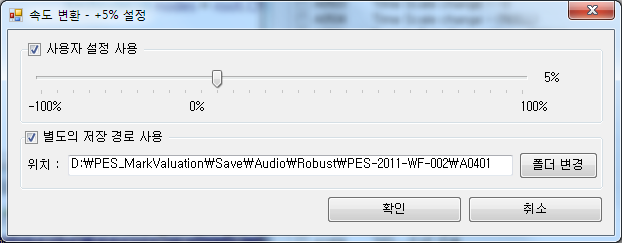 속도 변환 - +5% 설정
사용자 설정 사용
5%
-100% 0% 100%
별도의 저장 경로 사용
위치 : D:₩PES_MarkValuation₩Save₩Audio₩Robust₩PES-2011-WF-002₩A0401 폴더 변경
확인 취소